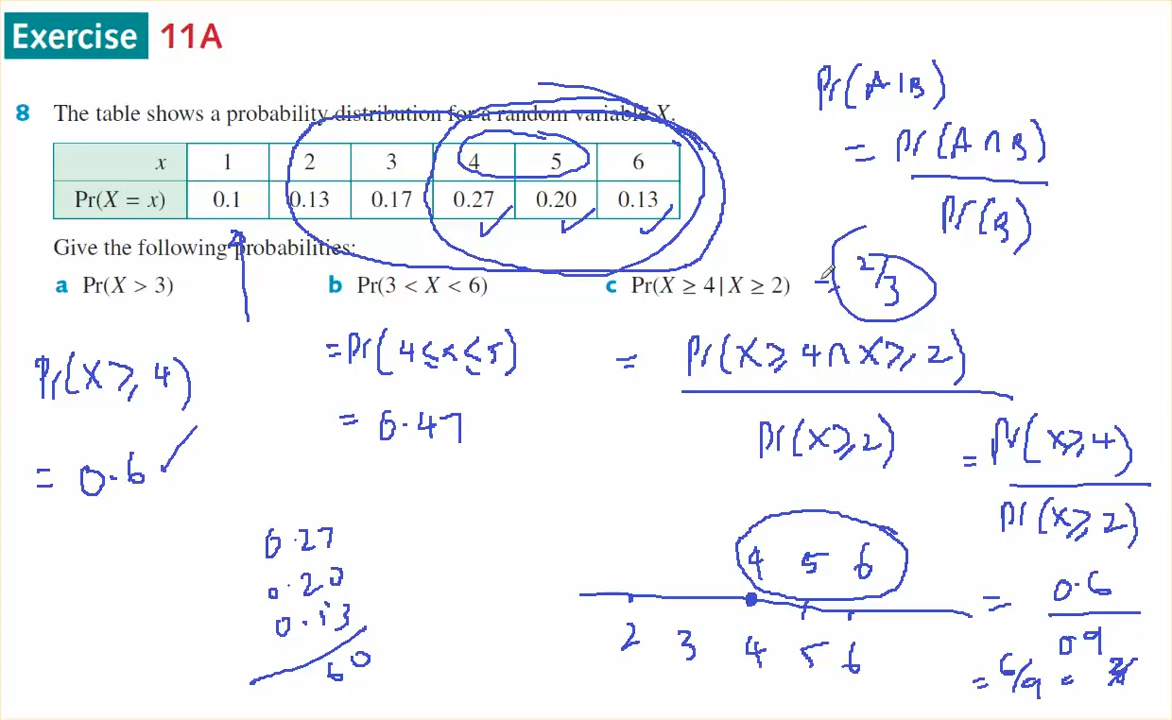 Exercise 11A
8 The table shows a probability distribution for a random variable X.
x 1 2 3 4 5 6
Pr(X = x) 0.1 0.13 0.17 0.27 0.20 0.13
Give the following probabilities:
a Pr(X > 3) b Pr(3 < X < 6) c Pr(X ≥ 4 | X ≥ 2)
Pr(A|B)
= Pr(A ∩ B)
Pr(B)
= 2/3
Pr(X ≥ 4)
= 0.6 ✓
= Pr(4 ≤ x ≤ 5)
= 0.47
= Pr(X ≥ 4 ∩ X ≥ 2)
Pr(X ≥ 2)
= Pr(X ≥ 4)
Pr(X ≥ 2)
= 0.6
0.9
= 6/9 =
0.27
0.20
0.13
60
4 5 6
2 3 4 5 6